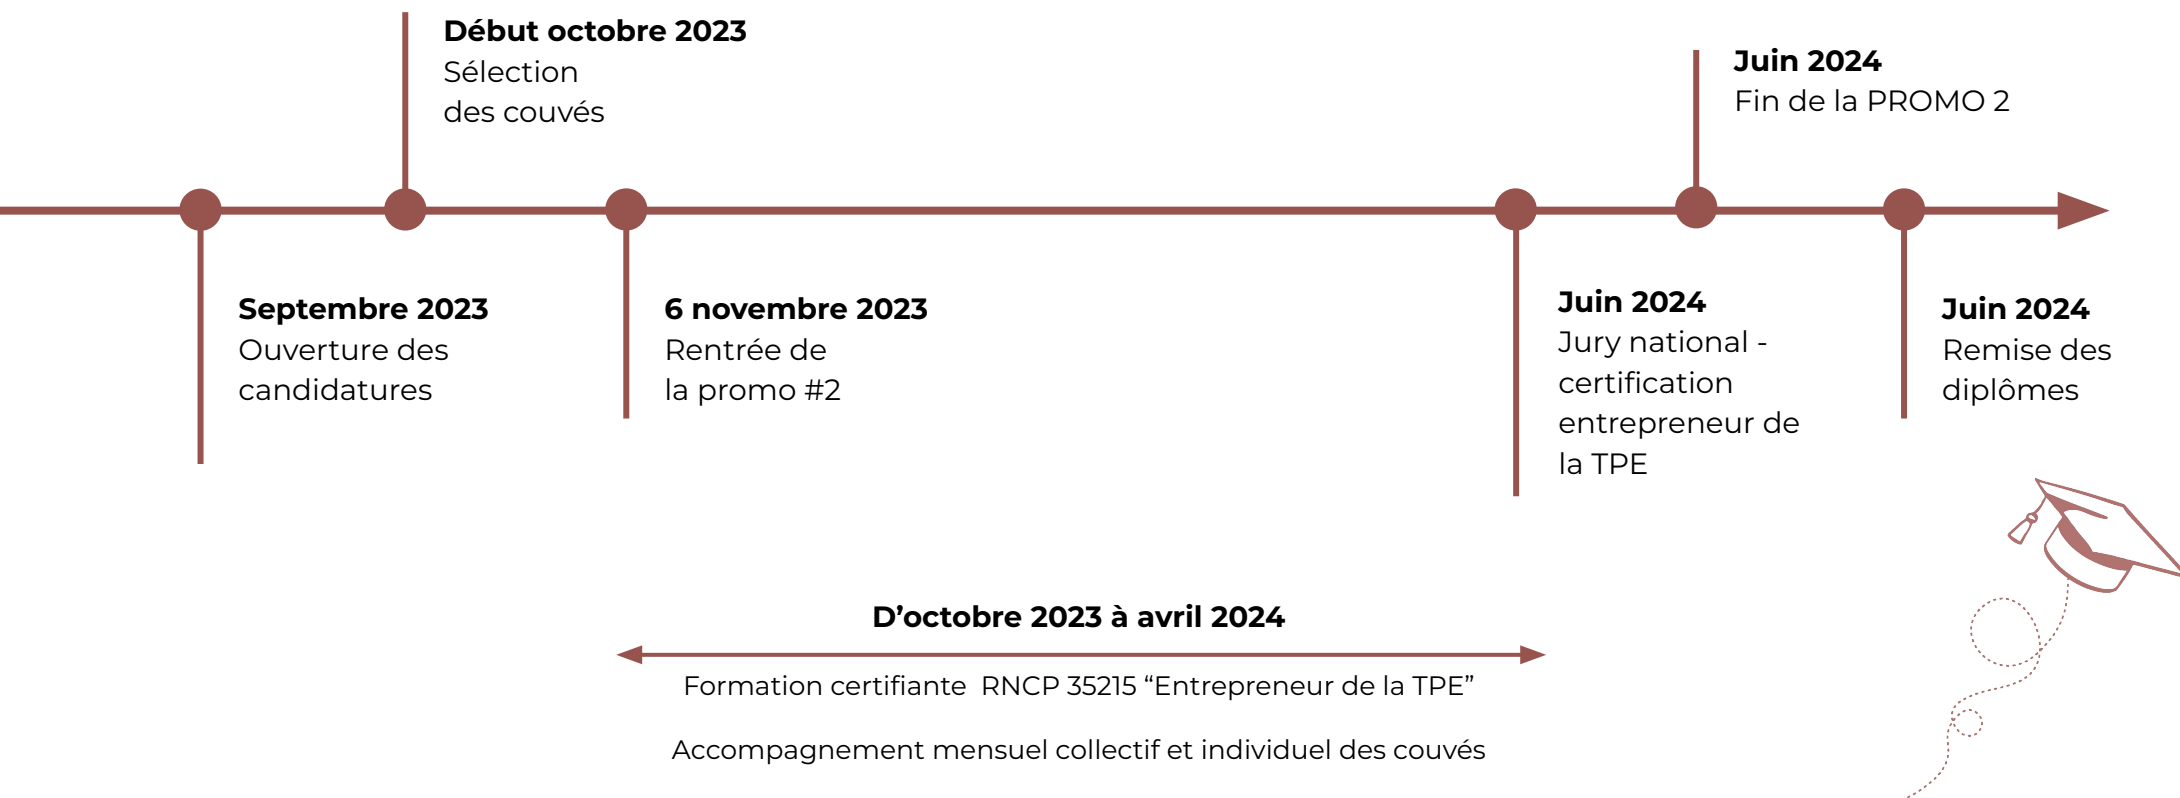 Début octobre 2023
Sélection
des couvés
Juin 2024
Fin de la PROMO 2
Septembre 2023
Ouverture des
candidatures
6 novembre 2023
Rentrée de
la promo #2
Juin 2024
Jury national -
certification
entrepreneur de
la TPE
Juin 2024
Remise des
diplômes
D’octobre 2023 à avril 2024
Formation certifiante  RNCP 35215 “Entrepreneur de la TPE”
Accompagnement mensuel collectif et individuel des couvés